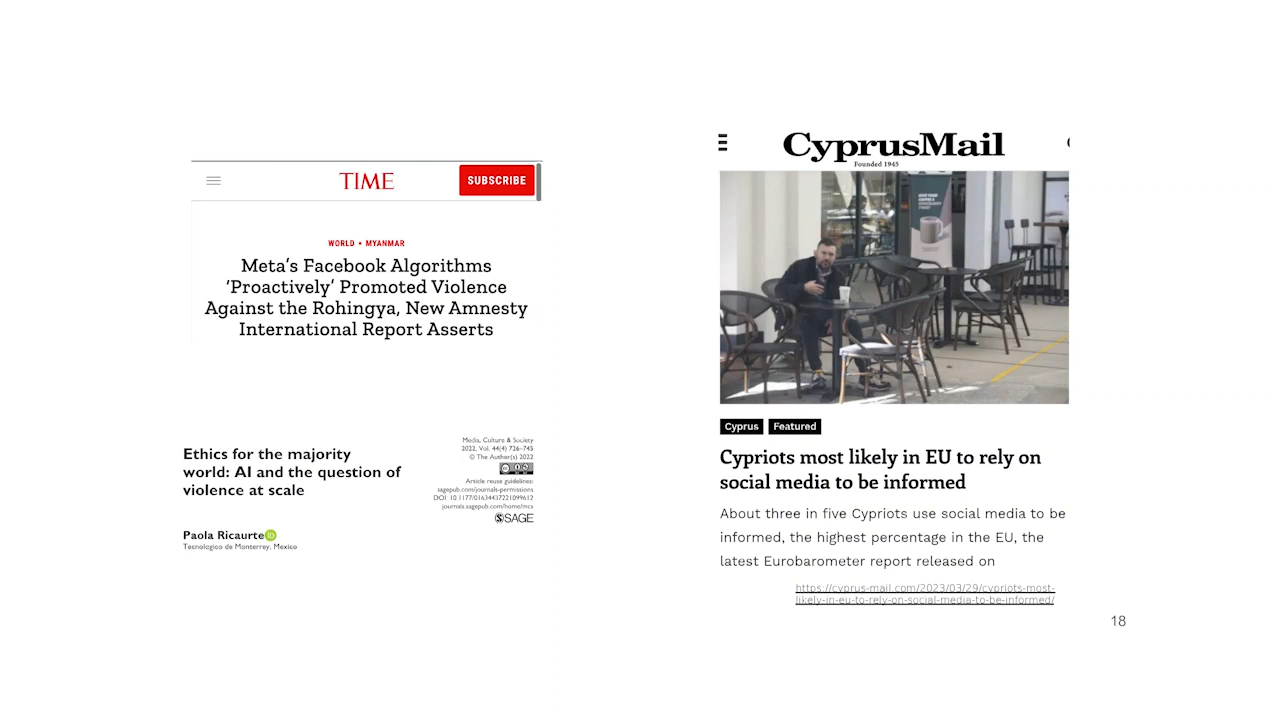 TIME
SUBSCRIBE
WORLD • MYANMAR
Meta's Facebook Algorithms
'Proactively' Promoted Violence
Against the Rohingya, New Amnesty
International Report Asserts
Ethics for the majority
world: AI and the question of
violence at scale
Paola Ricaurte
Tecnologico de Monterrey, Mexico
Media, Culture & Society
2022, Vol. 44(4) 726–745
© The Author(s) 2022
Article reuse guidelines:
sagepub.com/journals-permissions
DOI: 10.1177/01634437221099612
journals.sagepub.com/home/mcs
SAGE
CyprusMail
Founded 1945
Cyprus
Featured
Cypriots most likely in EU to rely on
social media to be informed
About three in five Cypriots use social media to be
informed, the highest percentage in the EU, the
latest Eurobarometer report released on
https://cyprus-mail.com/2023/03/29/cypriots-most-
likely-in-eu-to-rely-on-social-media-to-be-informed/
18